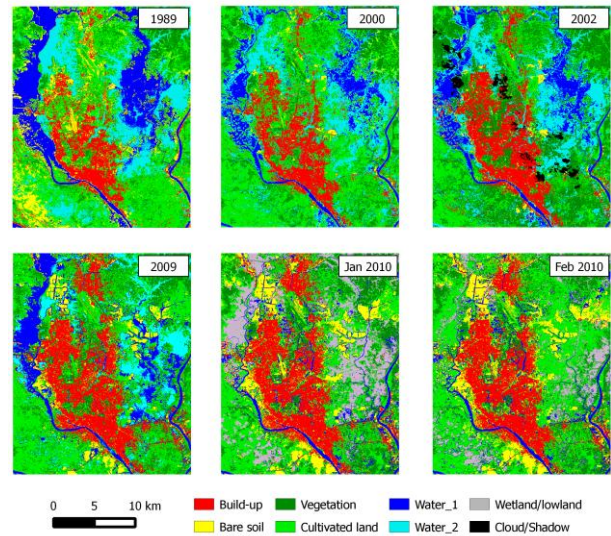 1989
2000
2002
2009
Jan 2010
Feb 2010
0 5 10 km
Build-up
Vegetation
Water_1
Wetland/lowland
Bare soil
Cultivated land
Water_2
Cloud/Shadow